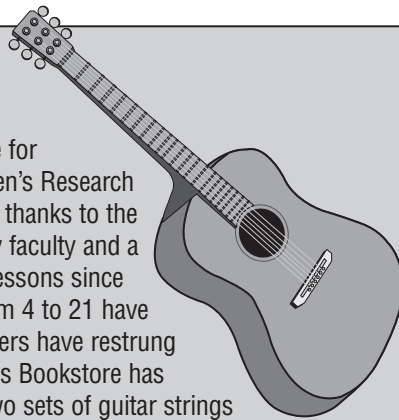 for
en's Research
thanks to the
faculty and a
essons since
m 4 to 21 have
ers have restrung
s Bookstore has
wo sets of guitar strings